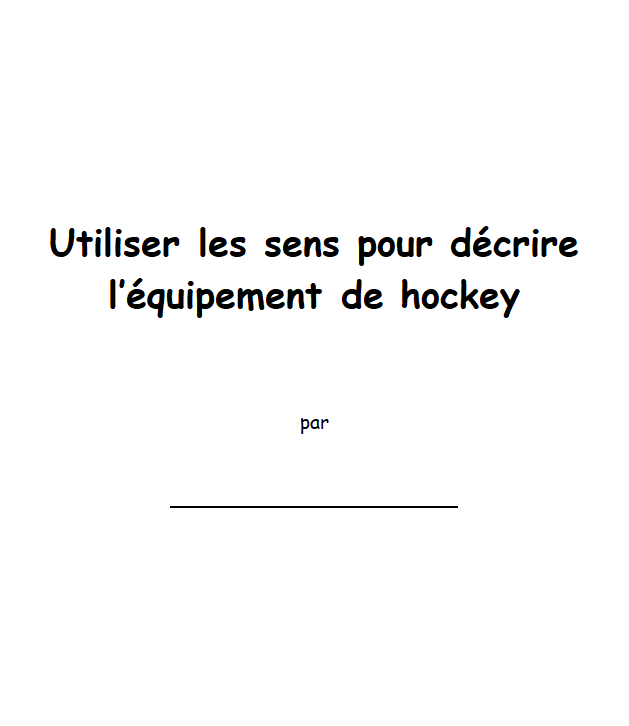 Utiliser les sens pour décrire
l’équipement de hockey
par